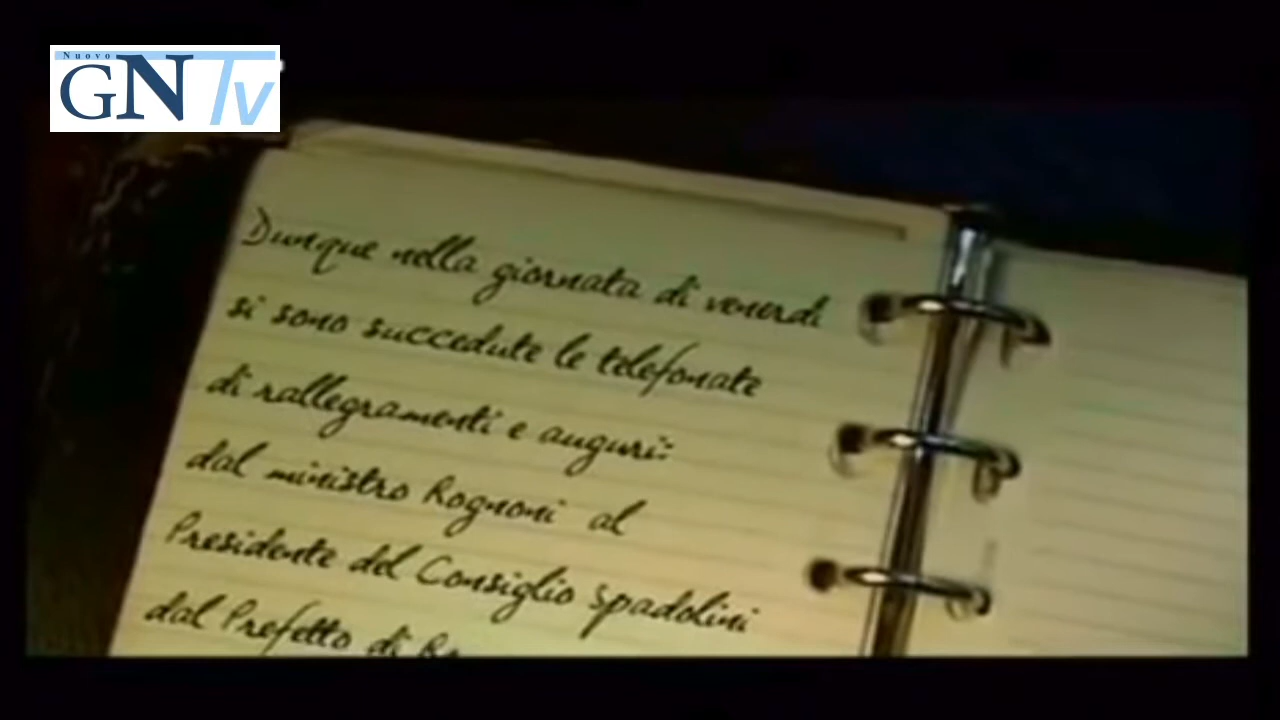 Nuovo
GN Tv
Dunque nella giornata di venerdi
si sono succedute le telefonate
di rallegramenti e auguri:
dal ministro Rognoni al
Presidente del Consiglio Spadolini
dal Prefetto di